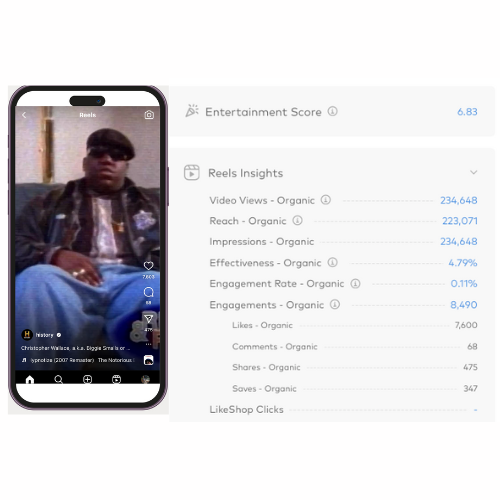 Reels
7,600
68
475
history
Christopher Wallace, a.k.a. Biggie Smalls or ...
ypnotize (2007 Remaster) The Notorious
Entertainment Score 6.83
Reels Insights
Video Views - Organic 234,648
Reach - Organic 223,071
Impressions - Organic 234,648
Effectiveness - Organic 4.79%
Engagement Rate - Organic 0.11%
Engagements - Organic 8,490
Likes - Organic 7,600
Comments - Organic 68
Shares - Organic 475
Saves - Organic 347
LikeShop Clicks -